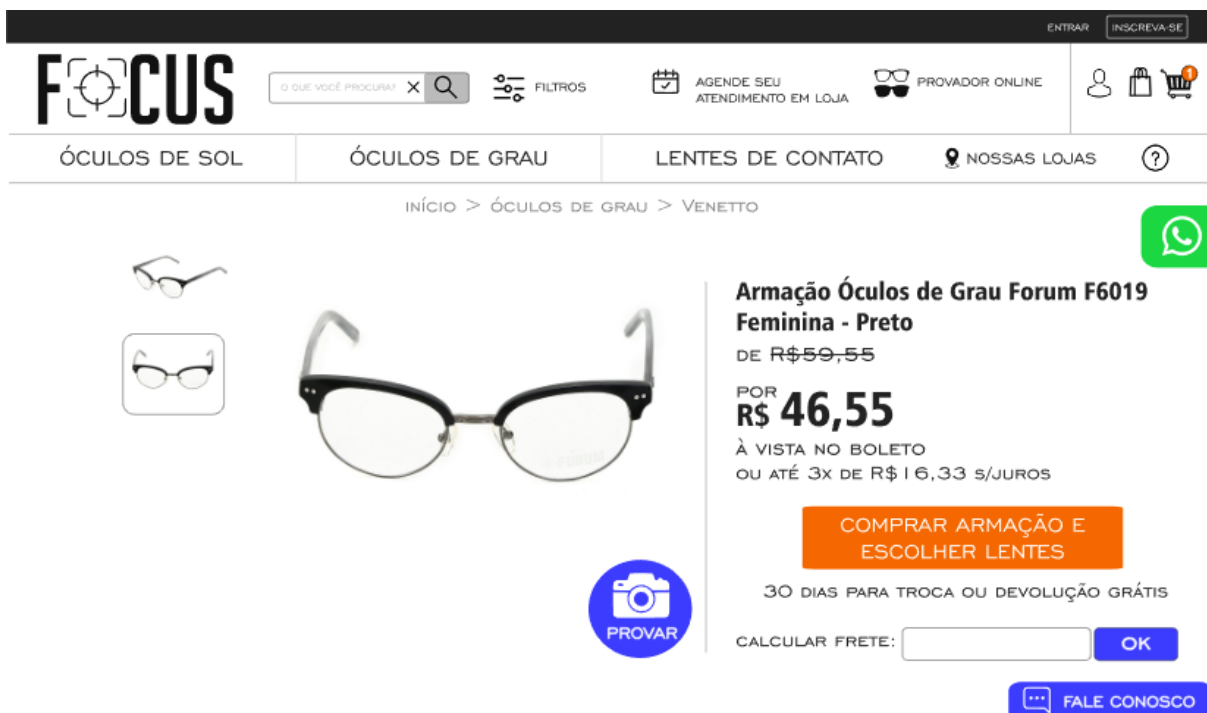 ENTRAR INSCREVA-SE
FOCUS
O QUE VOCÊ PROCURA?
FILTROS
AGENDE SEU
ATENDIMENTO EM LOJA
PROVADOR ONLINE
1
ÓCULOS DE SOL
ÓCULOS DE GRAU
LENTES DE CONTATO
NOSSAS LOJAS
?
INÍCIO > ÓCULOS DE GRAU > VENETTO
Armação Óculos de Grau Forum F6019
Feminina - Preto
DE R$59,55
POR
R$ 46,55
À VISTA NO BOLETO
OU ATÉ 3X DE R$16,33 S/JUROS
COMPRAR ARMAÇÃO E
ESCOLHER LENTES
30 DIAS PARA TROCA OU DEVOLUÇÃO GRÁTIS
PROVAR
CALCULAR FRETE:
OK
FALE CONOSCO